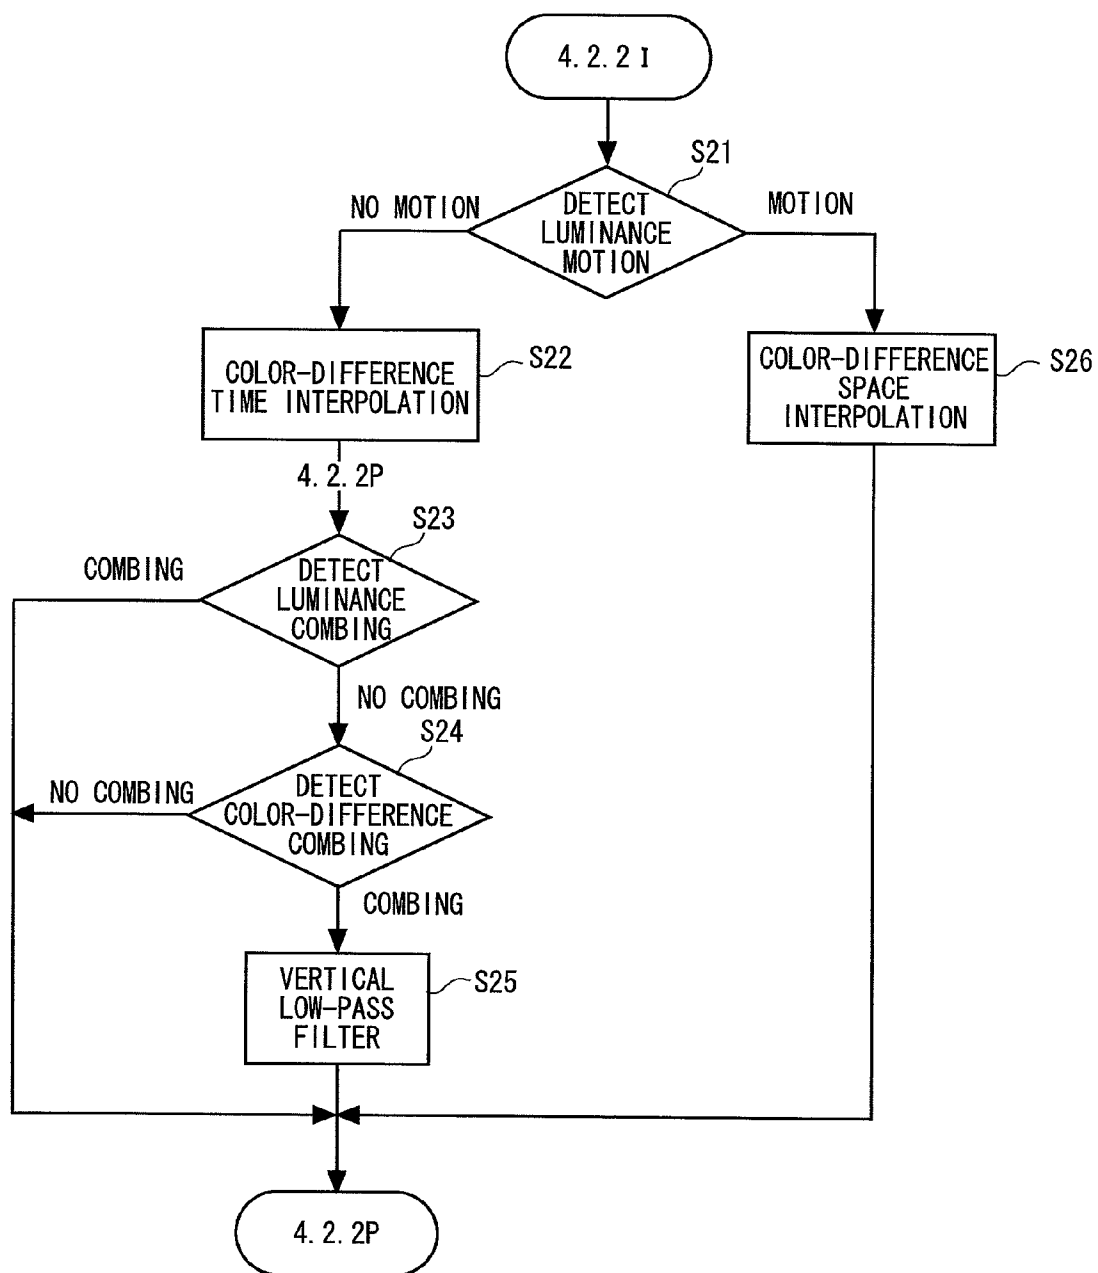 4.2.2 I
S21
NO MOTION
DETECT
LUMINANCE
MOTION
MOTION
COLOR-DIFFERENCE
TIME INTERPOLATION
S22
COLOR-DIFFERENCE
SPACE
INTERPOLATION
S26
4.2.2P
S23
COMBING
DETECT
LUMINANCE
COMBING
NO COMBING
S24
NO COMBING
DETECT
COLOR-DIFFERENCE
COMBING
COMBING
VERTICAL
LOW-PASS
FILTER
S25
4.2.2P